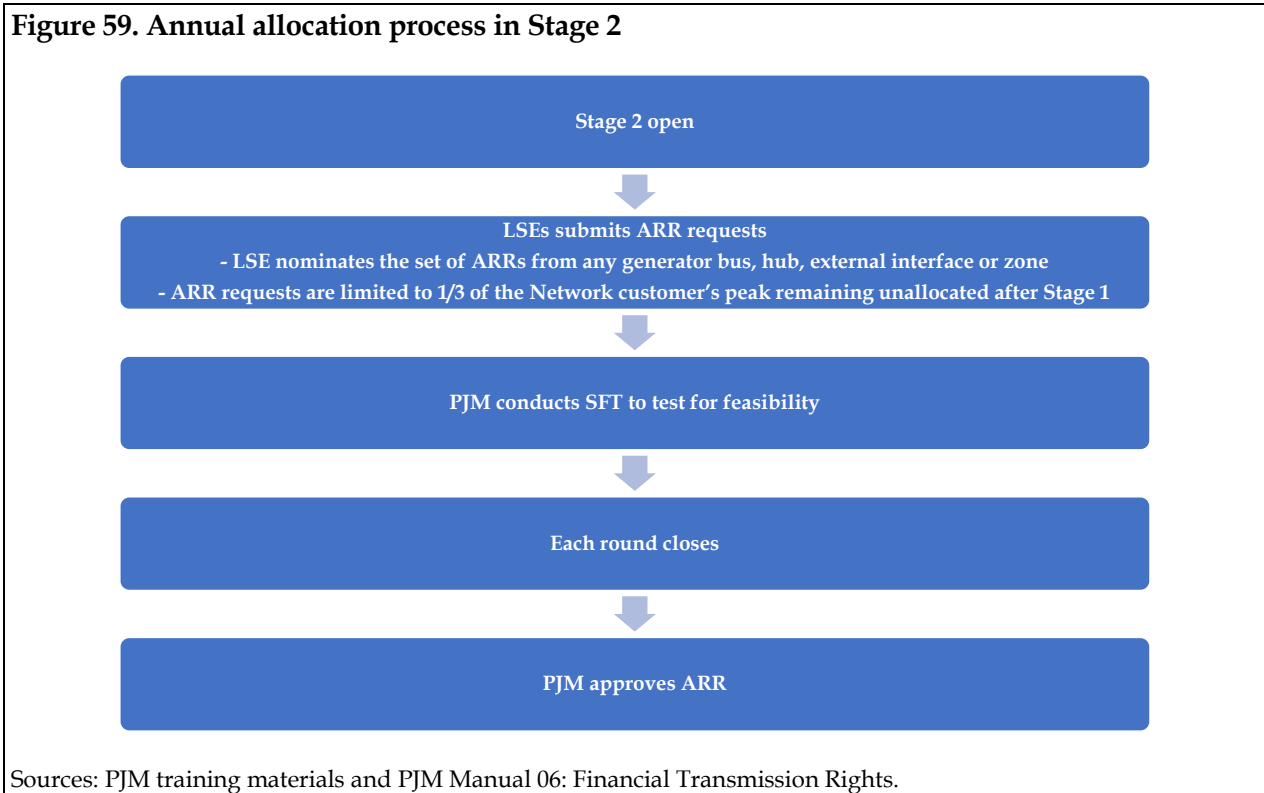 Figure 59. Annual allocation process in Stage 2
Stage 2 open
LSEs submits ARR requests
- LSE nominates the set of ARRs from any generator bus, hub, external interface or zone
- ARR requests are limited to 1/3 of the Network customer's peak remaining unallocated after Stage 1
PJM conducts SFT to test for feasibility
Each round closes
PJM approves ARR
Sources: PJM training materials and PJM Manual 06: Financial Transmission Rights.